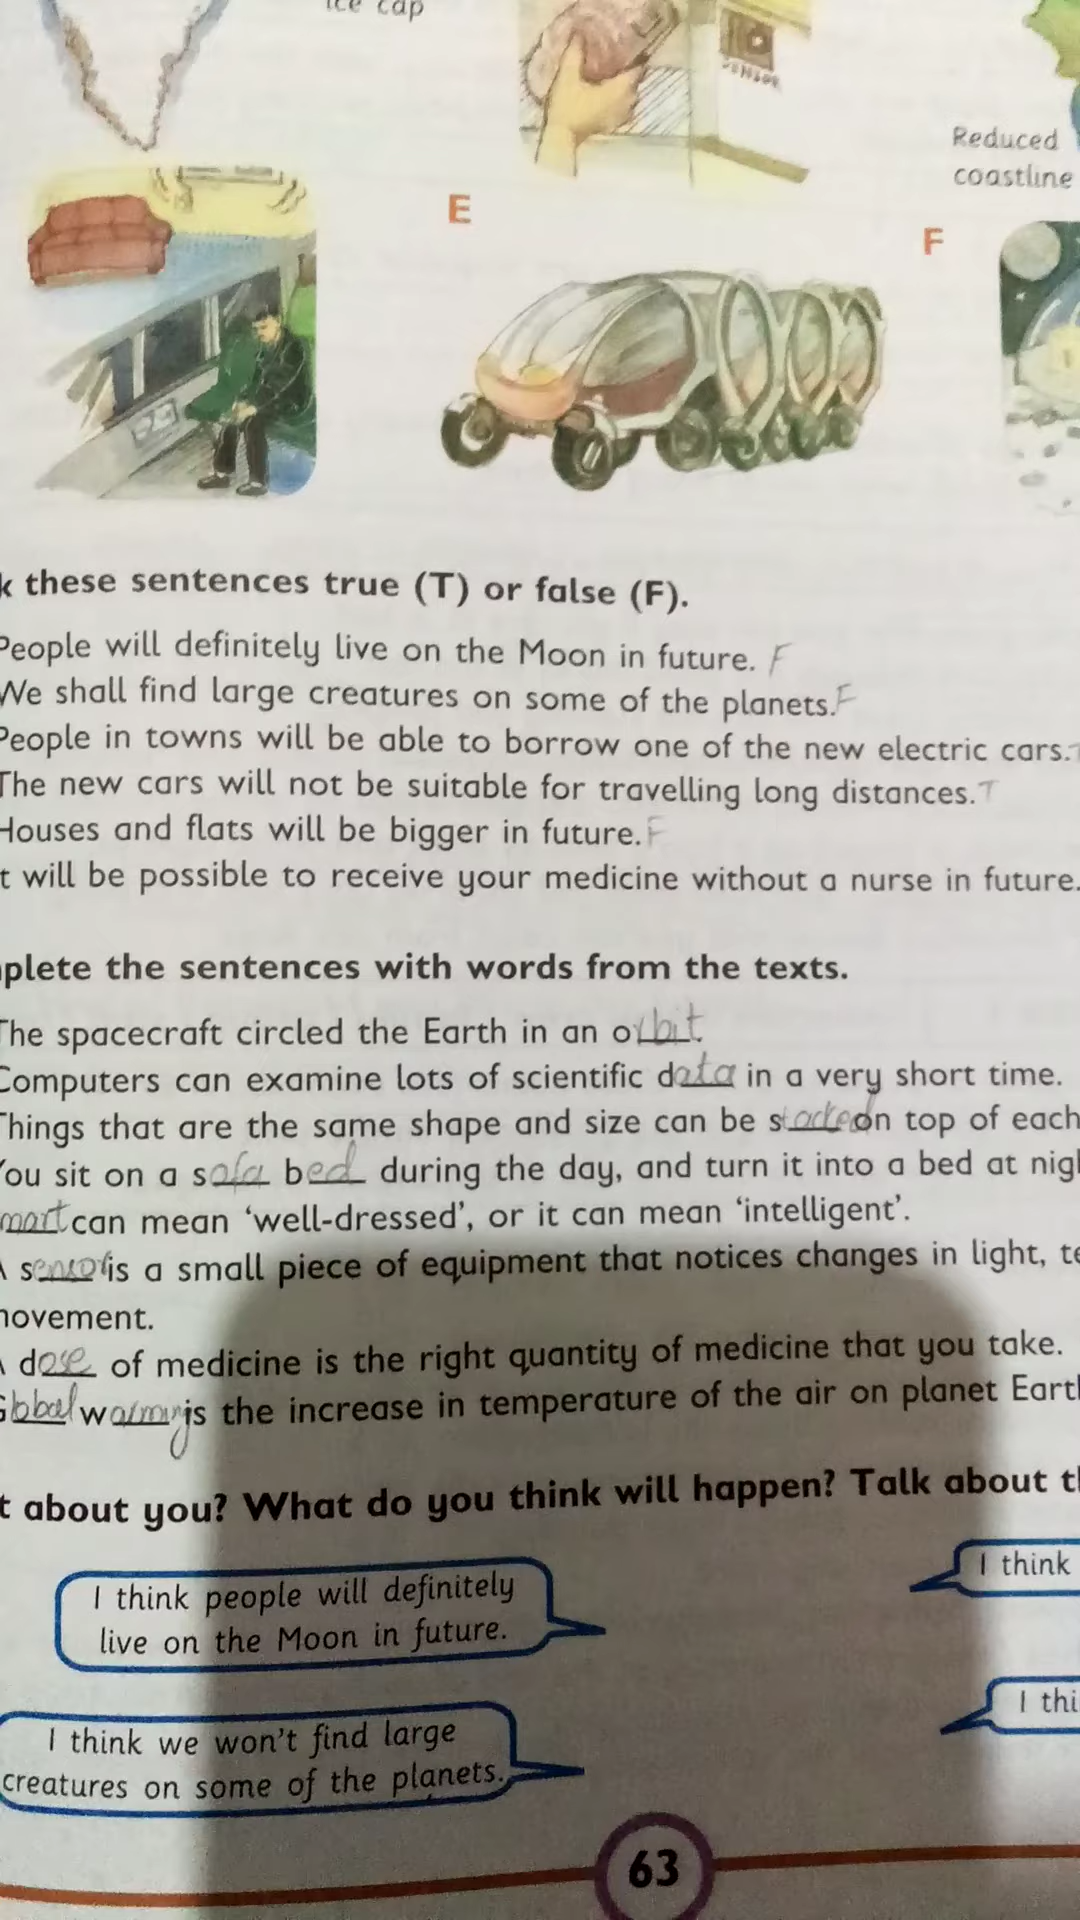 ice cap
SENSOR
Reduced
coastline
E
F
these sentences true (T) or false (F).
People will definitely live on the Moon in future. F
We shall find large creatures on some of the planets. F
People in towns will be able to borrow one of the new electric cars. T
The new cars will not be suitable for travelling long distances. T
Houses and flats will be bigger in future. F
t will be possible to receive your medicine without a nurse in future.
plete the sentences with words from the texts.
The spacecraft circled the Earth in an orbit.
Computers can examine lots of scientific data in a very short time.
Things that are the same shape and size can be stacked on top of each
You sit on a sofa bed during the day, and turn it into a bed at nigh
mart can mean 'well-dressed', or it can mean 'intelligent'.
A sensor is a small piece of equipment that notices changes in light, te
movement.
A dose of medicine is the right quantity of medicine that you take.
Global warming is the increase in temperature of the air on planet Earth
t about you? What do you think will happen? Talk about th
I think people will definitely
live on the Moon in future.
I think
I think we won't find large
creatures on some of the planets.
I thi
63